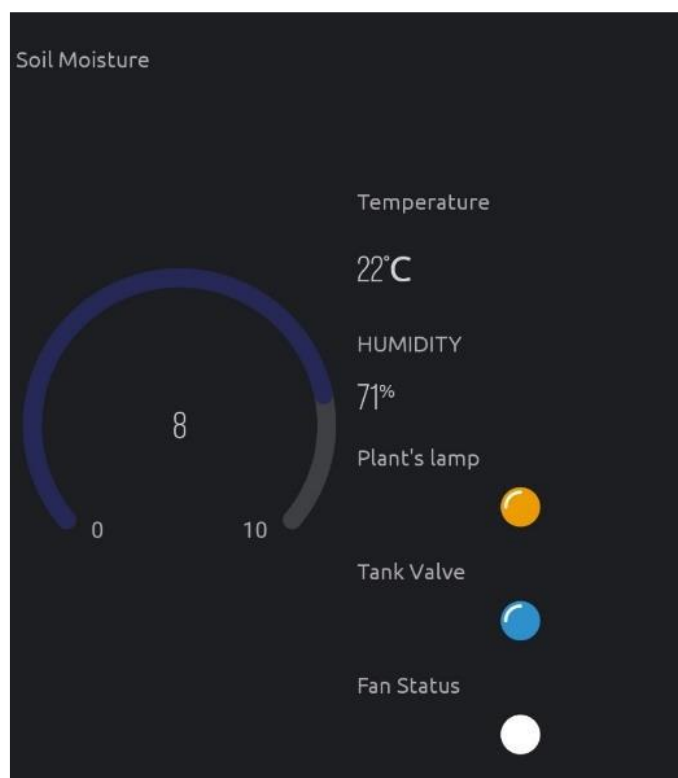 Soil Moisture
Temperature
22°C
HUMIDITY
71%
8
Plant's lamp
0 10
Tank Valve
Fan Status